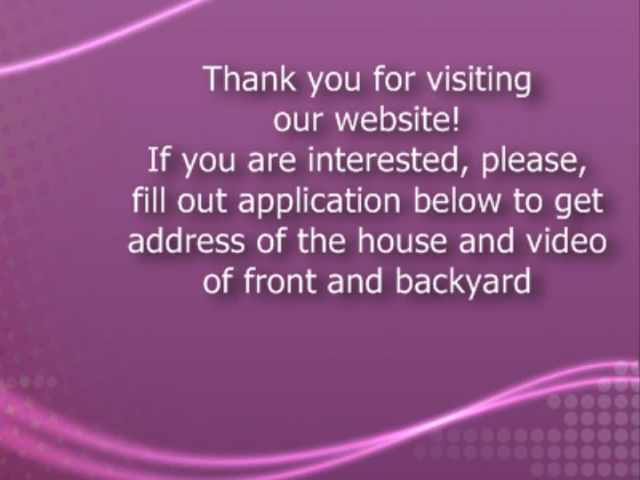 Thank you for visiting
our website!
If you are interested, please,
fill out application below to get
address of the house and video
of front and backyard